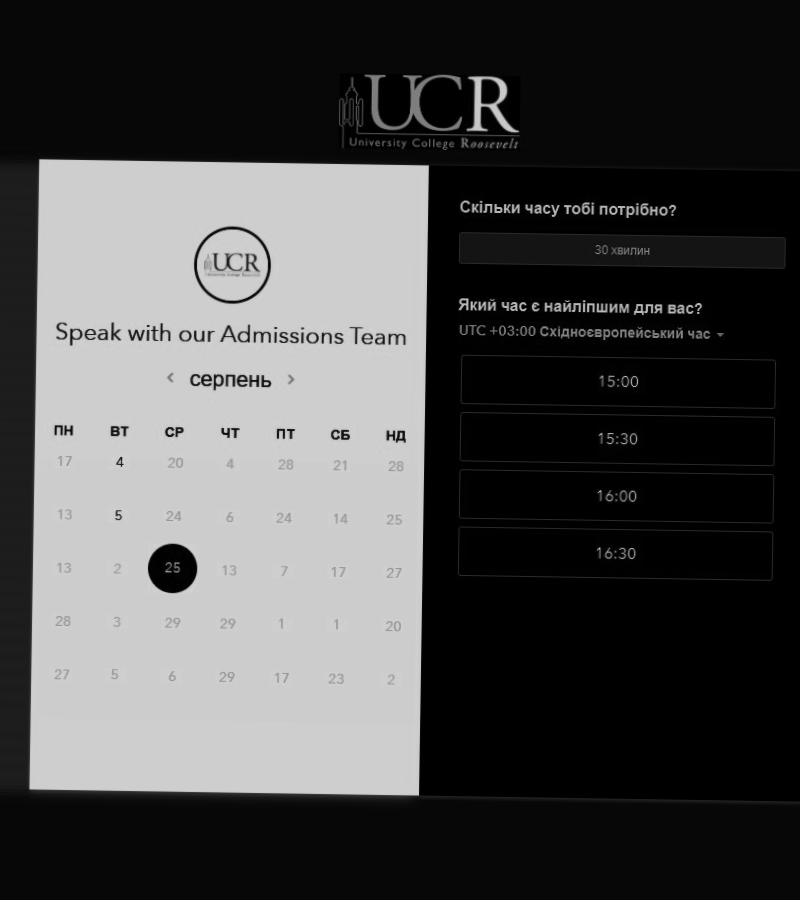 UCR
University College Roosevelt
UCR
University College Roosevelt
Speak with our Admissions Team
серпень
ПН ВТ СР ЧТ ПТ СБ НД
17 4 20 4 28 21 28
13 5 24 6 24 14 25
13 2 25 13 7 17 27
28 3 29 29 1 1 20
27 5 6 29 17 23 2
Скільки часу тобі потрібно?
30 хвилин
Який час є найліпшим для вас?
UTC +03:00 Східноєвропейський час
15:00
15:30
16:00
16:30